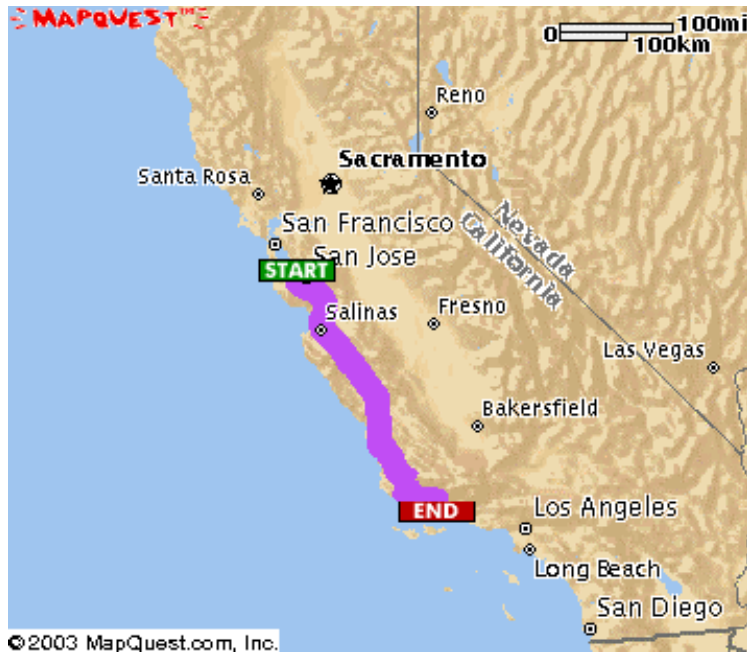 MAPQUEST™
0 100mi
100km
Reno
Sacramento
Santa Rosa
Nevada
California
San Francisco
San Jose
START
Salinas
Fresno
Las Vegas
Bakersfield
END
Los Angeles
Long Beach
San Diego
©2003 MapQuest.com, Inc.